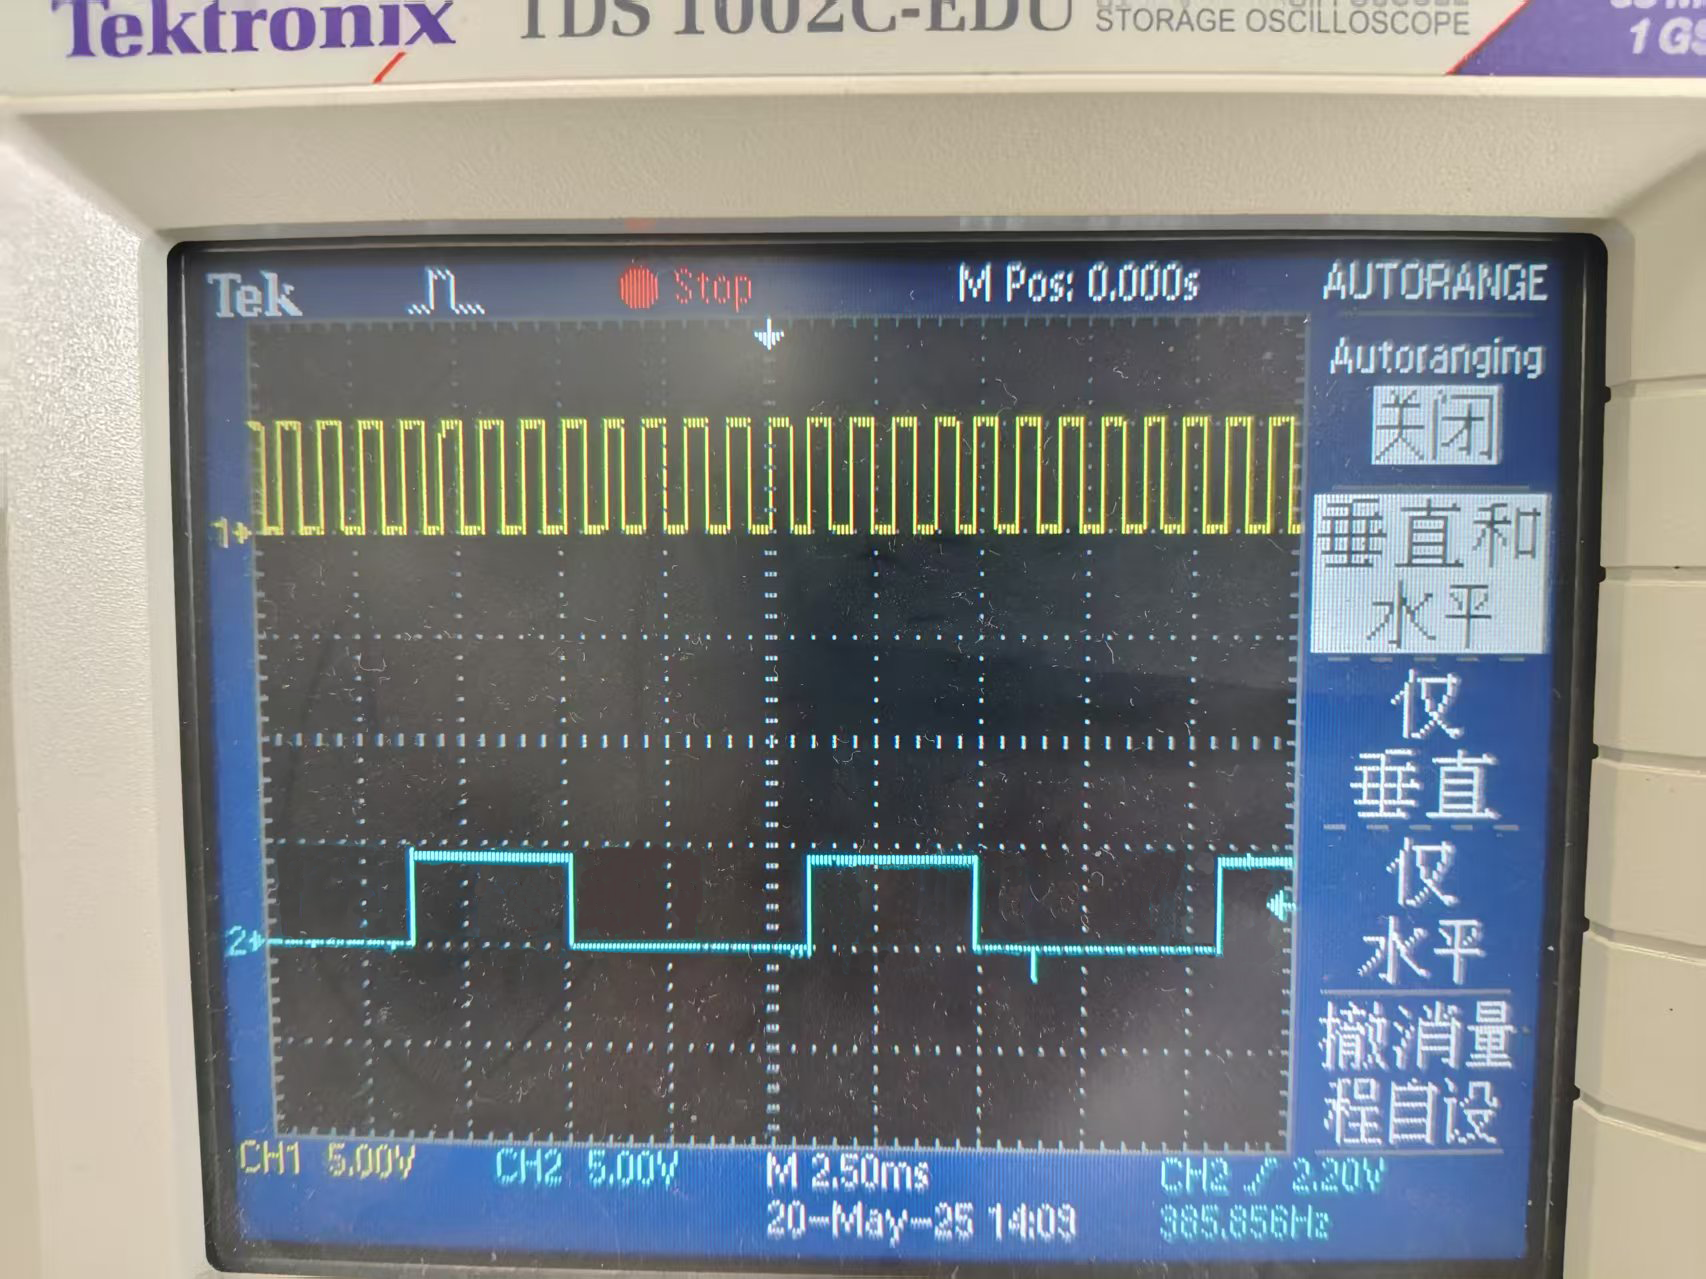 Tektronix TDS 1002C-EDU
STORAGE OSCILLOSCOPE
1 GS
Tek Stop M Pos: 0.000s AUTORANGE
Autoranging
关闭
垂直和
水平
仅
垂直
仅
水平
撤消量
程自设
1
2
CH1 5.00V CH2 5.00V M 2.50ms CH2 2.20V
20-May-25 14:09 385.856Hz